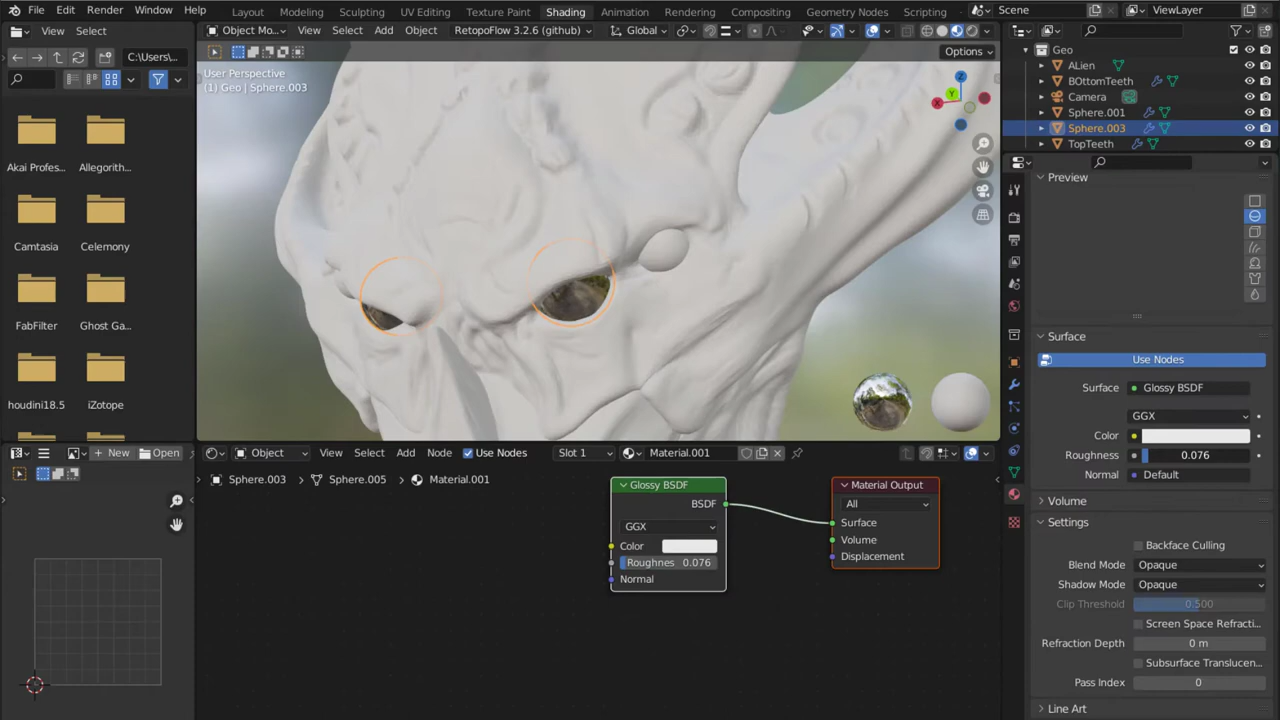 File Edit Render Window Help Layout Modeling Sculpting UV Editing Texture Paint Shading Animation Rendering Compositing Geometry Nodes Scripting Scene ViewLayer
View Select
Object Mo... View Select Add Object RetopoFlow 3.2.6 (github) Global
C:\Users\...
Options
User Perspective
(1) Geo | Sphere.003
Z
Y
X
Akai Profes... Allegorith...
Camtasia Celemony
FabFilter Ghost Ga...
houdini18.5 iZotope
Geo
ALien
BOttomTeeth
Camera
Sphere.001
Sphere.003
TopTeeth
Preview
Surface
Use Nodes
Surface: Glossy BSDF
GGX
Color
Roughness 0.076
Normal Default
Volume
Settings
Backface Culling
Blend Mode Opaque
Shadow Mode Opaque
Clip Threshold 0.500
Screen Space Refracti...
Refraction Depth 0 m
Subsurface Translucen...
Pass Index 0
Line Art
New Open
Object View Select Add Node Use Nodes Slot 1 Material.001
Sphere.003 > Sphere.005 > Material.001
Glossy BSDF
BSDF
GGX
Color
Roughnes 0.076
Normal
Material Output
All
Surface
Volume
Displacement